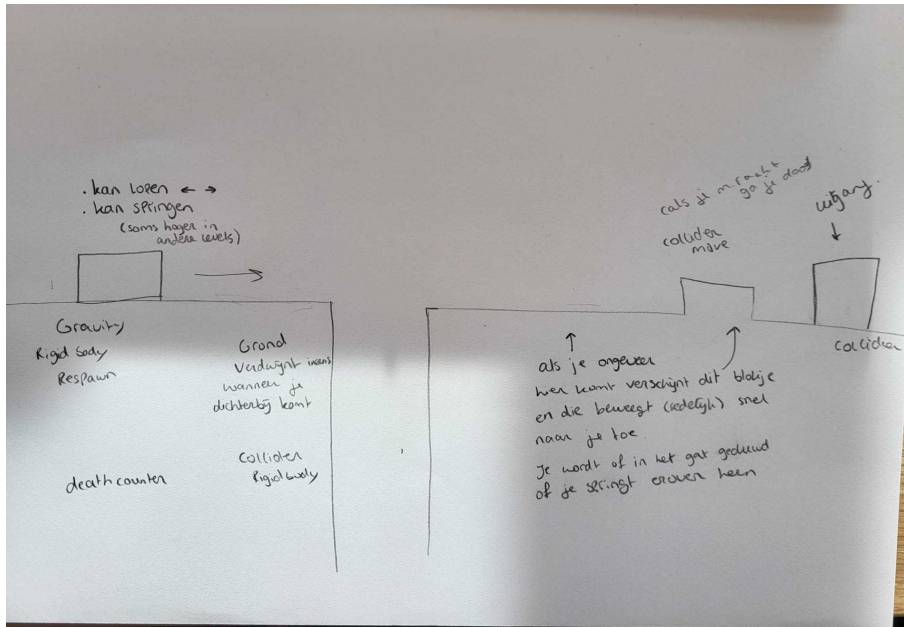 . kan lopen ← →
. kan springen
(soms hoger in
andere levels)
Gravity
Rigid body
Respawn
Grond
Verdwijnt ineens
wanneer je
dichterbij komt
deathcounter
Collider
Rigid body
(als je m raakt
ga je dood
collider
move
uitgang.
↓
collider
↑
als je ongeveer
hier komt verschijnt dit blokje
en die beweegt (redelijk) snel
naar je toe.
Je wordt of in het gat geduwd
of je springt erover heen